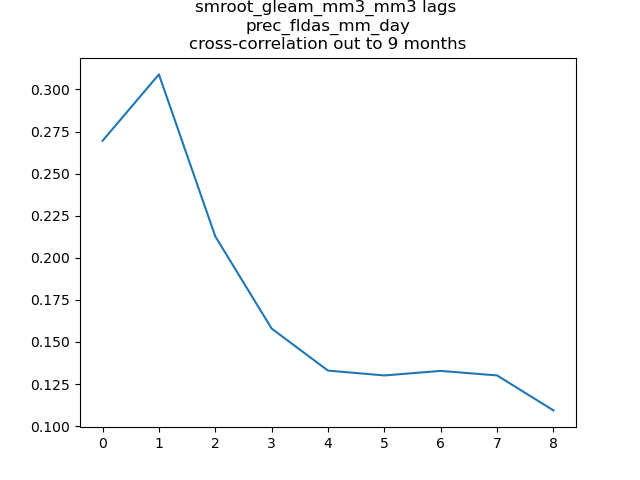 smroot_gleam_mm3_mm3 lags
prec_fldas_mm_day
cross-correlation out to 9 months
0.300
0.275
0.250
0.225
0.200
0.175
0.150
0.125
0.100
0 1 2 3 4 5 6 7 8